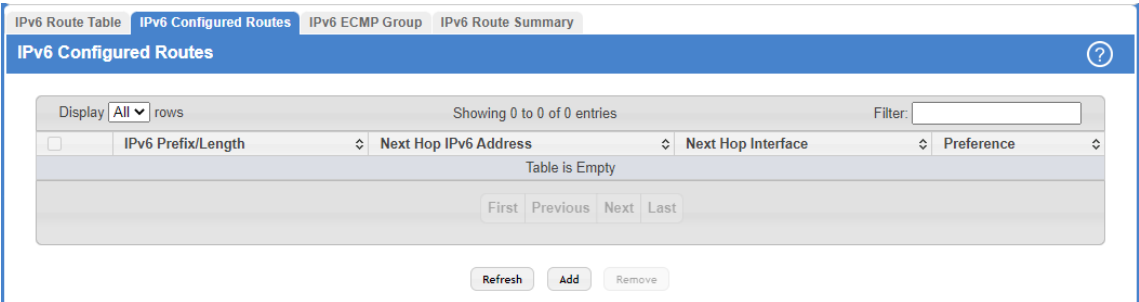 IPv6 Route Table IPv6 Configured Routes IPv6 ECMP Group IPv6 Route Summary
IPv6 Configured Routes ?
Display All rows Showing 0 to 0 of 0 entries Filter:
IPv6 Prefix/Length Next Hop IPv6 Address Next Hop Interface Preference
Table is Empty
First Previous Next Last
Refresh Add Remove